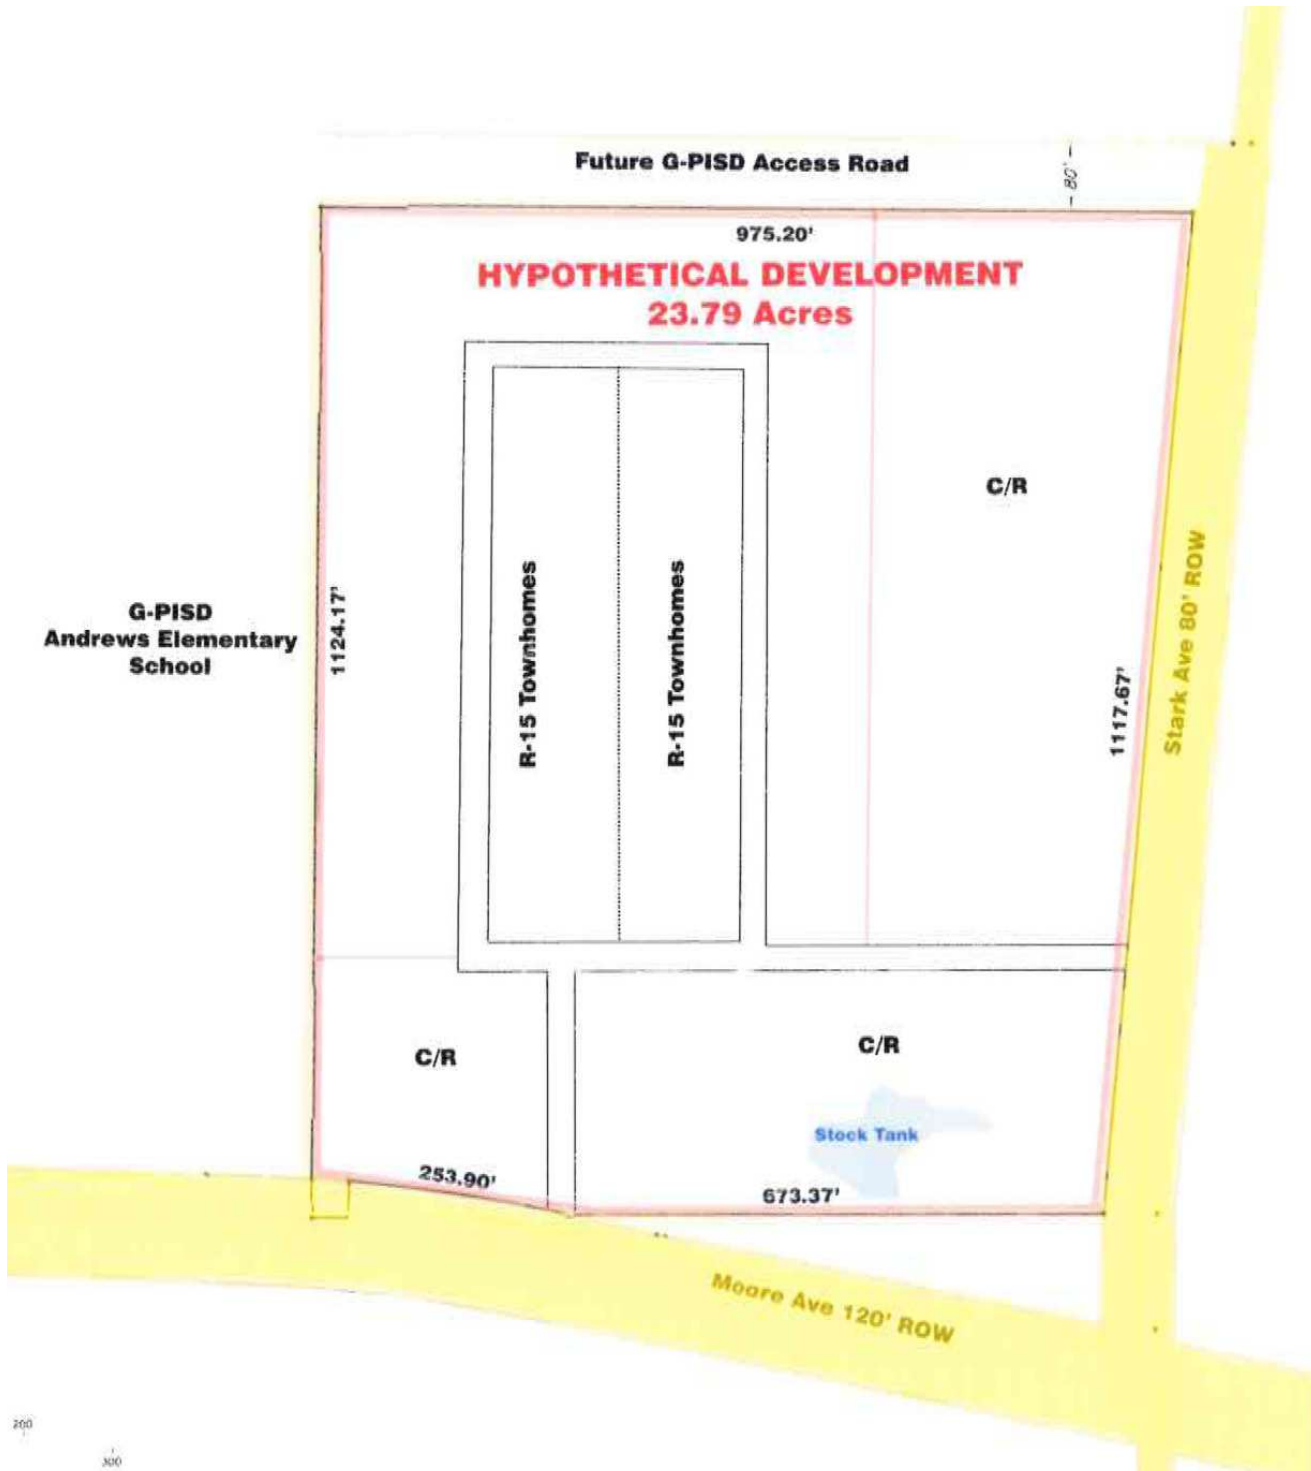 Future G-PISD Access Road
80'
975.20'
HYPOTHETICAL DEVELOPMENT
23.79 Acres
C/R
G-PISD
Andrews Elementary
School
1124.17'
R-15 Townhomes
R-15 Townhomes
1117.67'
Stark Ave 80' ROW
C/R
C/R
Stock Tank
253.90'
673.37'
Moore Ave 120' ROW
200
300